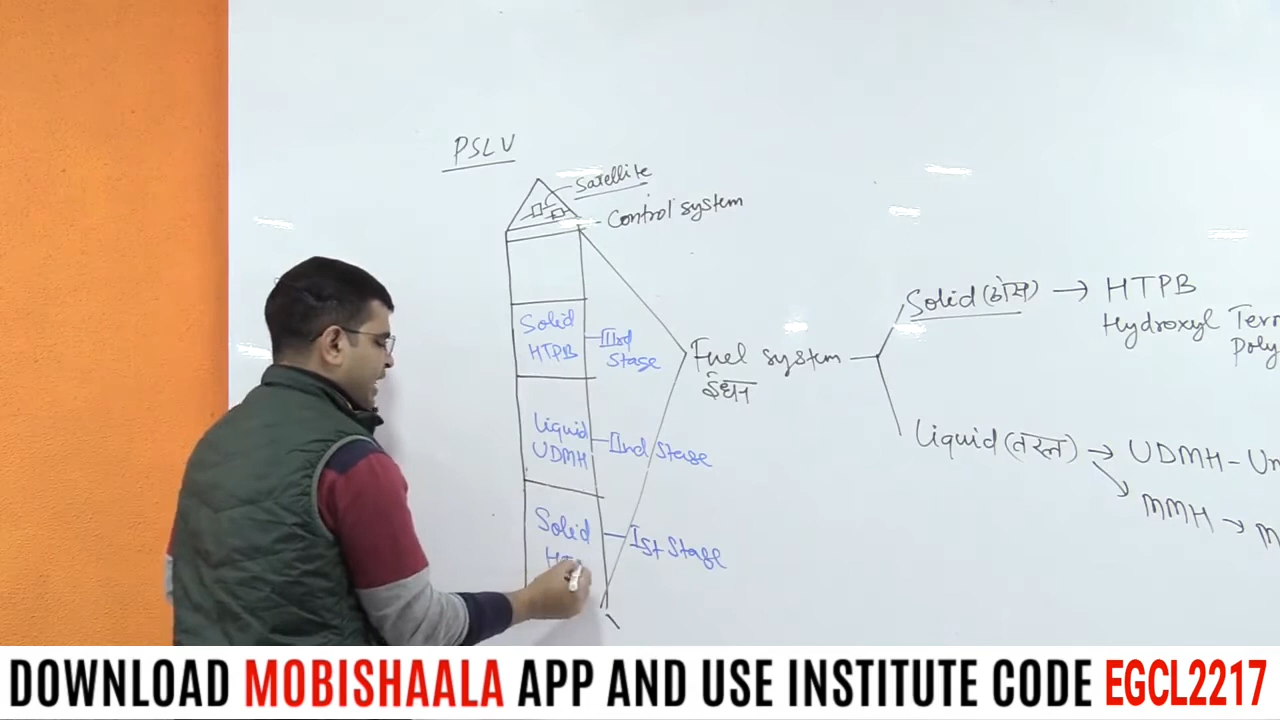 PSLV
Satellite
Control system
Solid
HTPB
IIIrd
Stage
Liquid
UDMH
IInd Stage
Solid
Ist Stage
Fuel system
ईंधन
Solid (ठोस) → HTPB
Hydroxyl Ter
Poly
Liquid (तरल) → UDMH - Un
MMH → M
DOWNLOAD MOBISHAALA APP AND USE INSTITUTE CODE EGCL2217